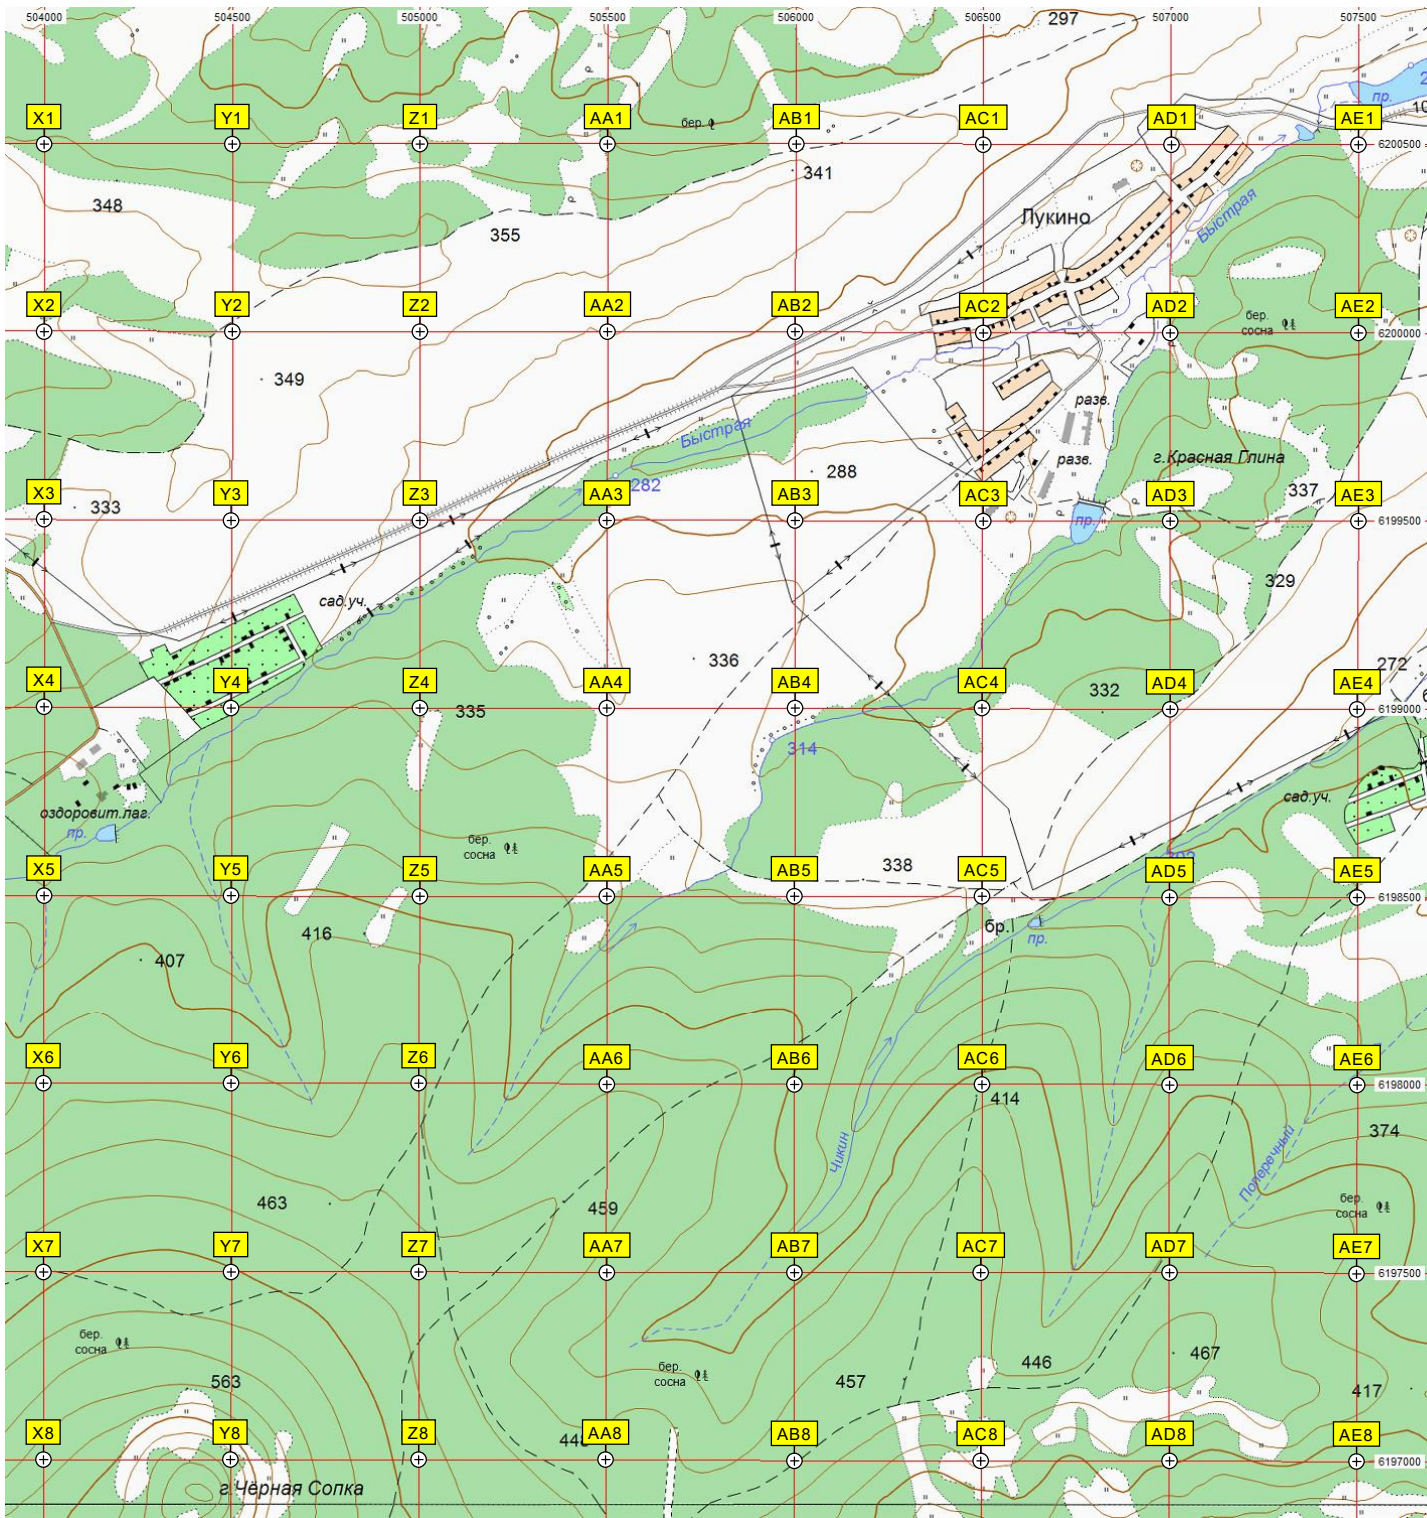 504000 504500 505000 505500 506000 506500 507000 507500
297
пр.
X1 Y1 Z1 AA1 бер. AB1 AC1 AD1 AE1
6200500
341
348
Лукино
Быстрая
355
X2 Y2 Z2 AA2 AB2 AC2 AD2 бер. сосна AE2
6200000
349
разв.
Быстрая
разв.
г.Красная Глина
288
282
337
X3 333 Y3 Z3 AA3 AB3 AC3 AD3 AE3
6199500
пр.
329
сад.уч.
336
272
X4 Y4 Z4 AA4 AB4 AC4 AD4 AE4
332
335
6199000
314
сад.уч.
оздоровит.лаг.
пр.
бер.
сосна
338
X5 Y5 Z5 AA5 AB5 AC5 AD5 AE5
6198500
416
бр.
пр.
407
X6 Y6 Z6 AA6 AB6 AC6 AD6 AE6
6198000
414
374
Чикин
Поперечный
463
459
бер.
сосна
X7 Y7 Z7 AA7 AB7 AC7 AD7 AE7
6197500
бер.
сосна
467
446
563
бер.
сосна
457
417
X8 Y8 Z8 AA8 AB8 AC8 AD8 AE8
6197000
г.Чёрная Сопка